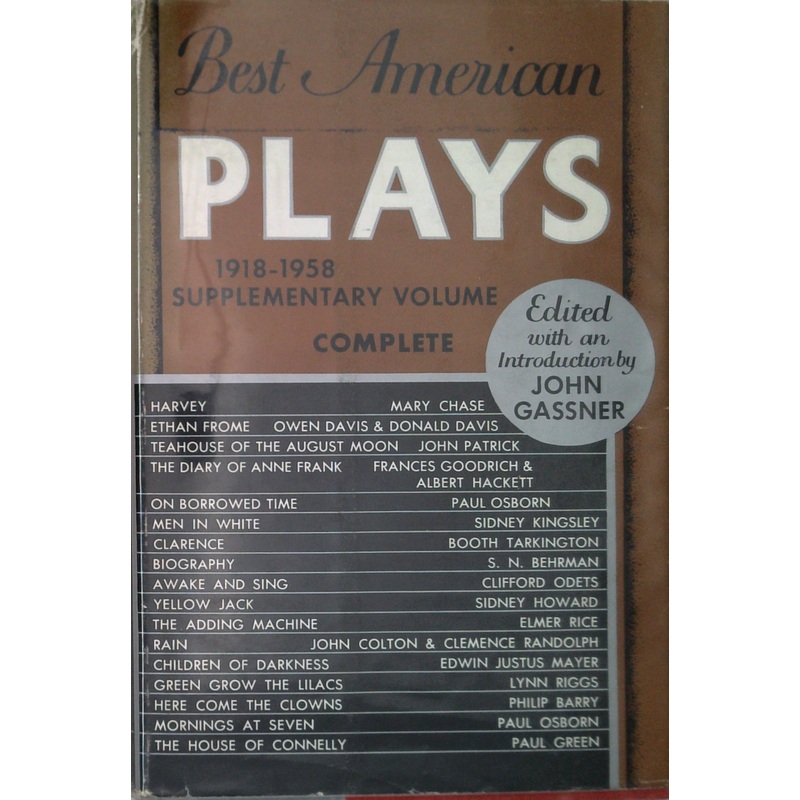 Best American
PLAYS
1918-1958
SUPPLEMENTARY VOLUME
COMPLETE
Edited
with an
Introduction by
JOHN
GASSNER
HARVEY MARY CHASE
ETHAN FROME OWEN DAVIS & DONALD DAVIS
TEAHOUSE OF THE AUGUST MOON JOHN PATRICK
THE DIARY OF ANNE FRANK FRANCES GOODRICH &
ALBERT HACKETT
ON BORROWED TIME PAUL OSBORN
MEN IN WHITE SIDNEY KINGSLEY
CLARENCE BOOTH TARKINGTON
BIOGRAPHY S. N. BEHRMAN
AWAKE AND SING CLIFFORD ODETS
YELLOW JACK SIDNEY HOWARD
THE ADDING MACHINE ELMER RICE
RAIN JOHN COLTON & CLEMENCE RANDOLPH
CHILDREN OF DARKNESS EDWIN JUSTUS MAYER
GREEN GROW THE LILACS LYNN RIGGS
HERE COME THE CLOWNS PHILIP BARRY
MORNINGS AT SEVEN PAUL OSBORN
THE HOUSE OF CONNELLY PAUL GREEN